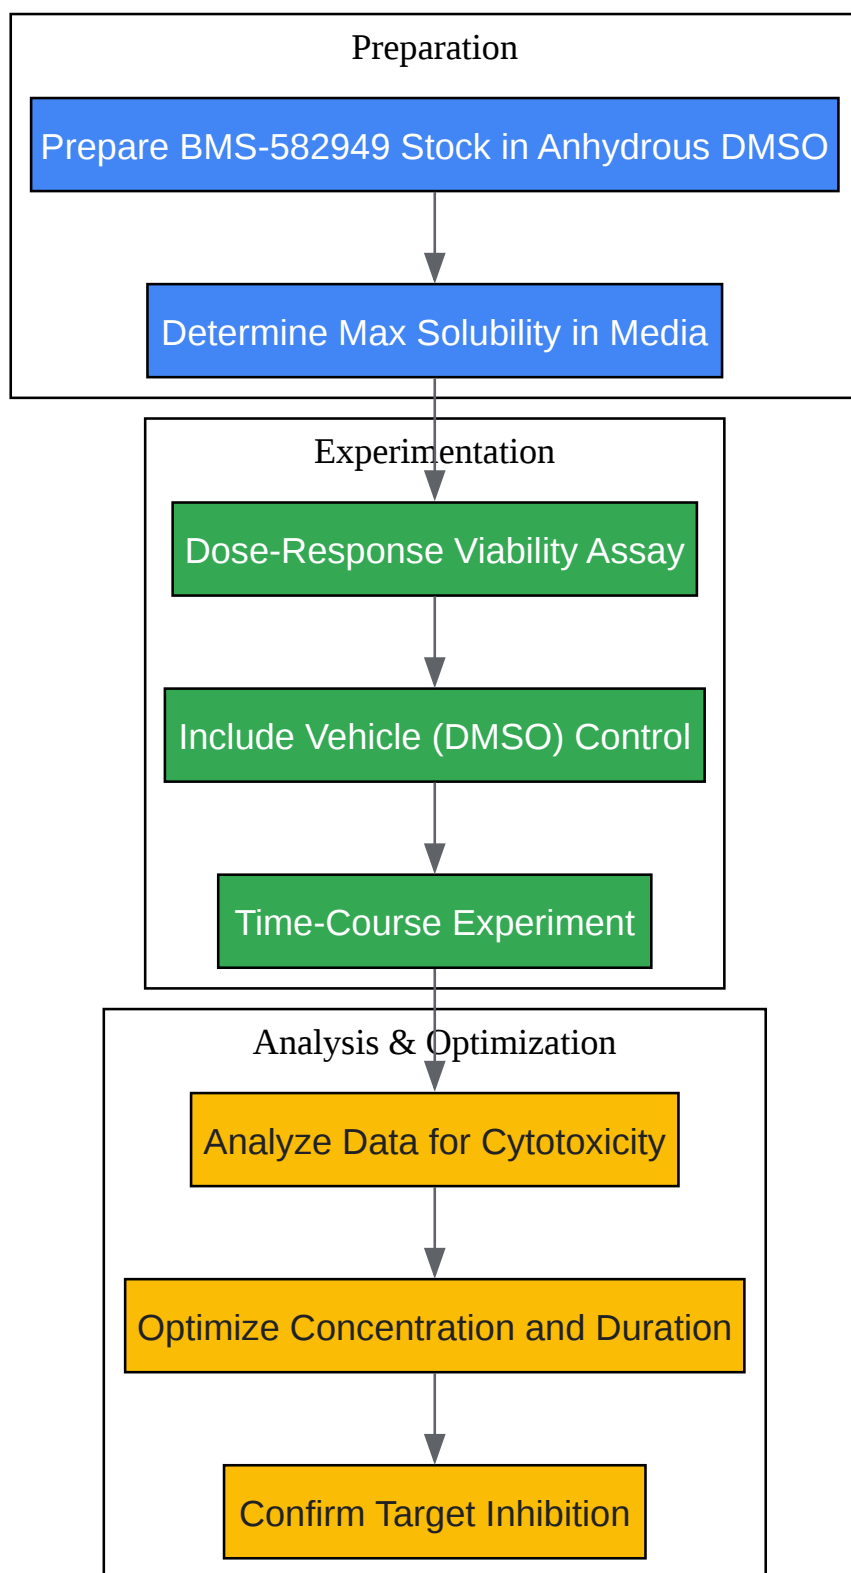 Preparation
Prepare BMS-582949 Stock in Anhydrous DMSO
Determine Max Solubility in Media
Experimentation
Dose-Response Viability Assay
Include Vehicle (DMSO) Control
Time-Course Experiment
Analysis & Optimization
Analyze Data for Cytotoxicity
Optimize Concentration and Duration
Confirm Target Inhibition